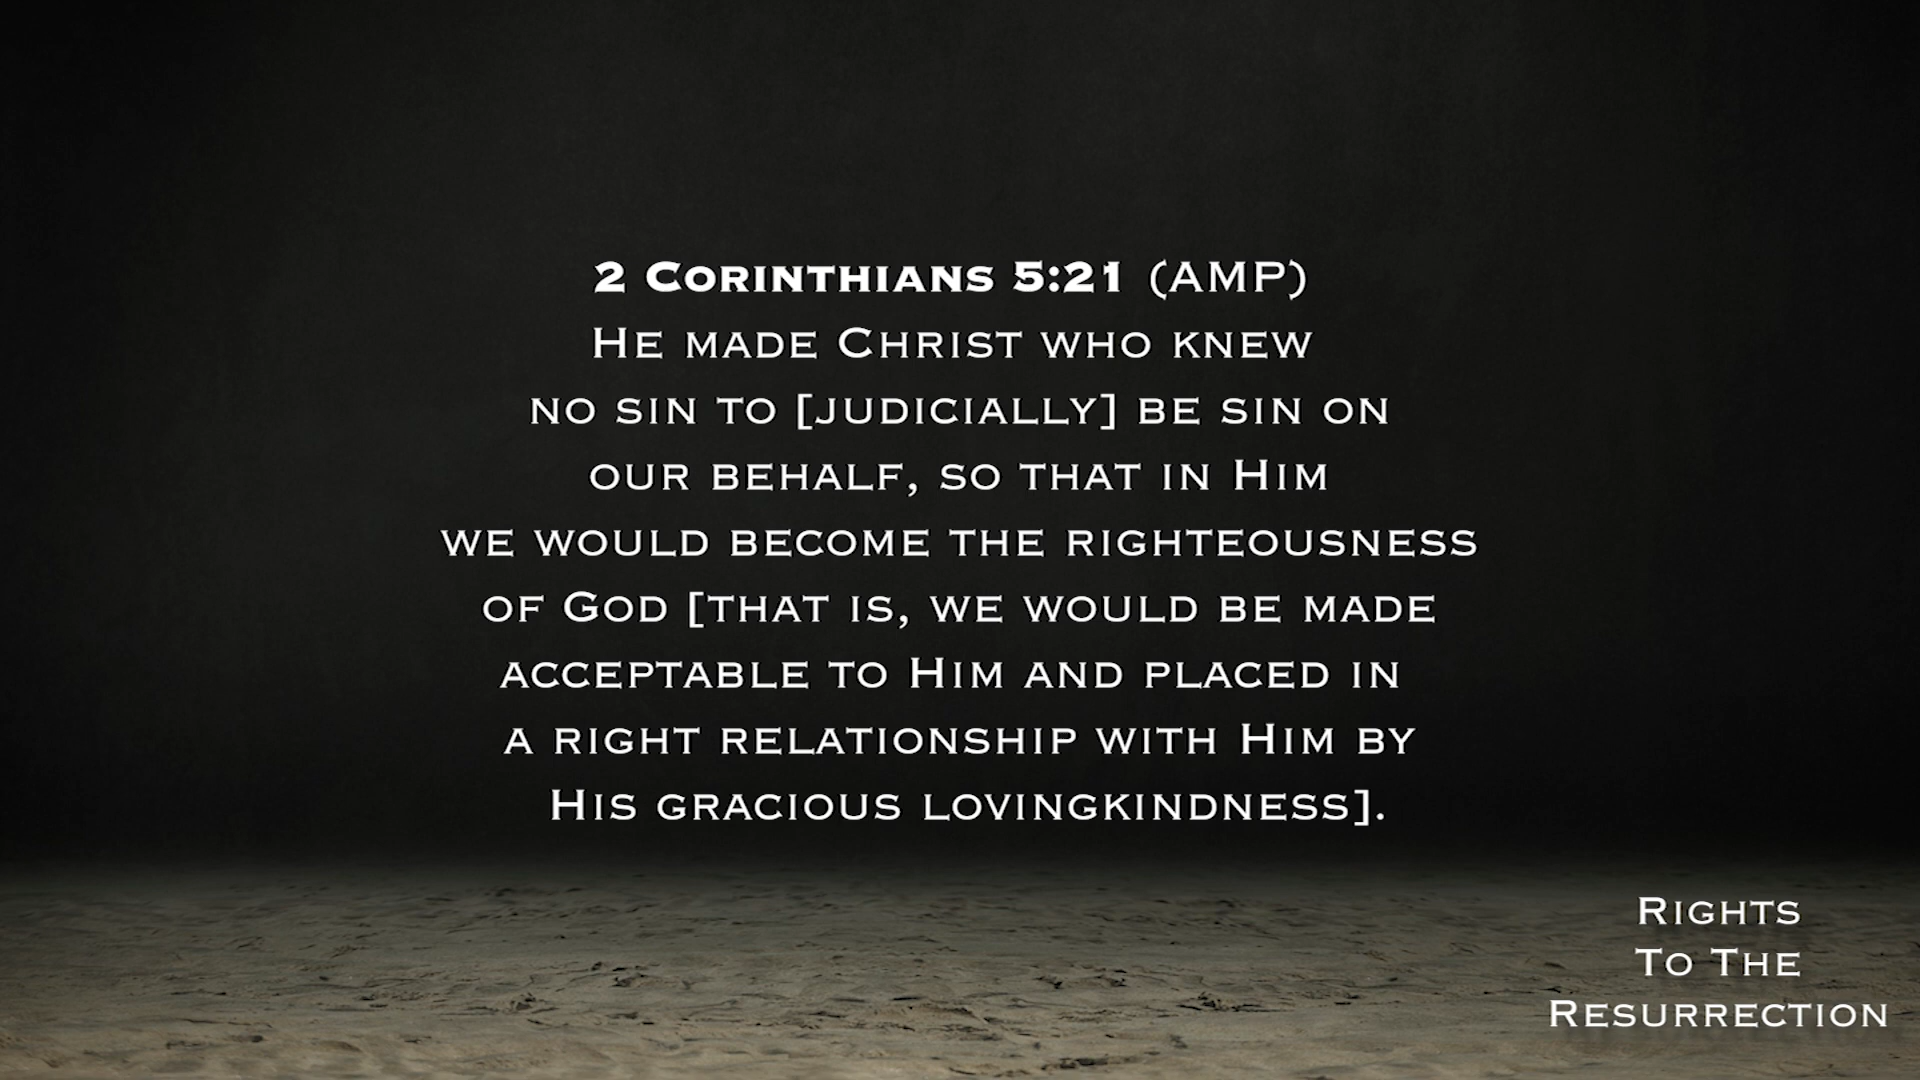 2 Corinthians 5:21 (AMP)
He made Christ who knew
no sin to [judicially] be sin on
our behalf, so that in Him
we would become the righteousness
of God [that is, we would be made
acceptable to Him and placed in
a right relationship with Him by
His gracious lovingkindness].
Rights
To The
Resurrection